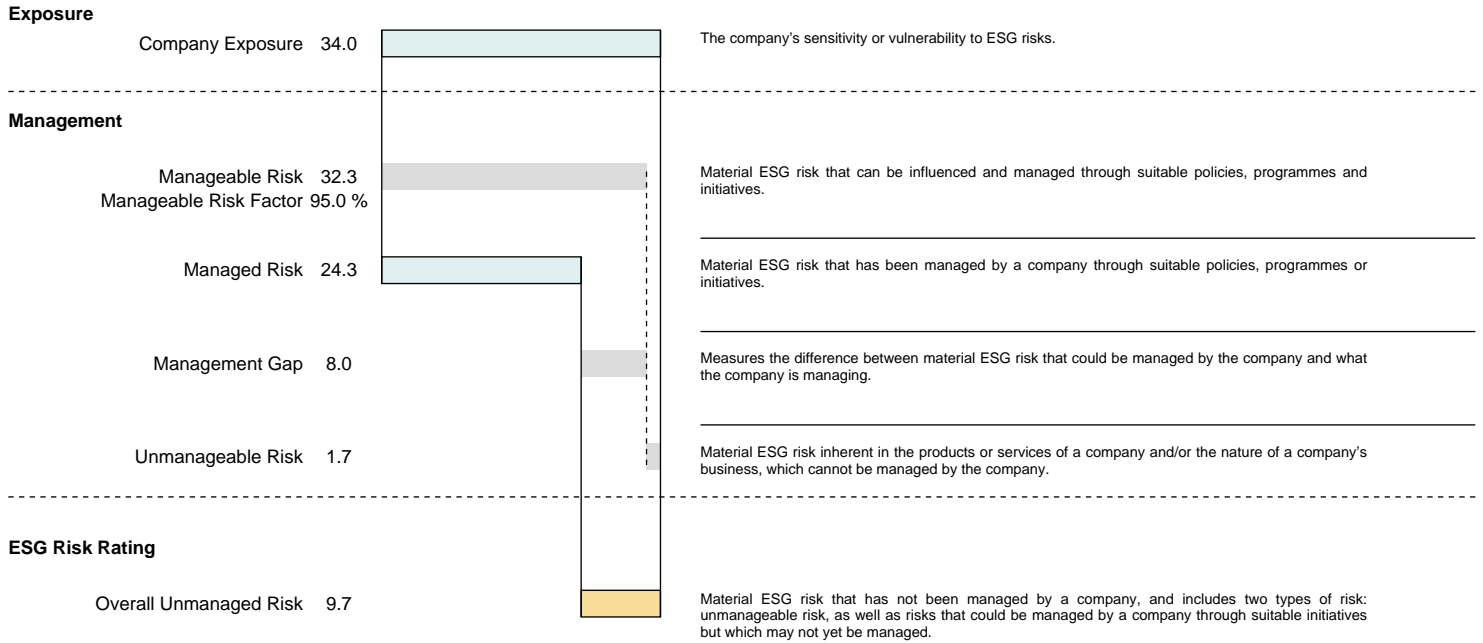 Exposure
Company Exposure 34.0
The company’s sensitivity or vulnerability to ESG risks.
Management
Manageable Risk 32.3
Manageable Risk Factor 95.0 %
Material ESG risk that can be influenced and managed through suitable policies, programmes and
initiatives.
Managed Risk 24.3
Material ESG risk that has been managed by a company through suitable policies, programmes or
initiatives.
Management Gap 8.0
Measures the difference between material ESG risk that could be managed by the company and what
the company is managing.
Unmanageable Risk 1.7
Material ESG risk inherent in the products or services of a company and/or the nature of a company’s
business, which cannot be managed by the company.
ESG Risk Rating
Overall Unmanaged Risk 9.7
Material ESG risk that has not been managed by a company, and includes two types of risk:
unmanageable risk, as well as risks that could be managed by a company through suitable initiatives
but which may not yet be managed.